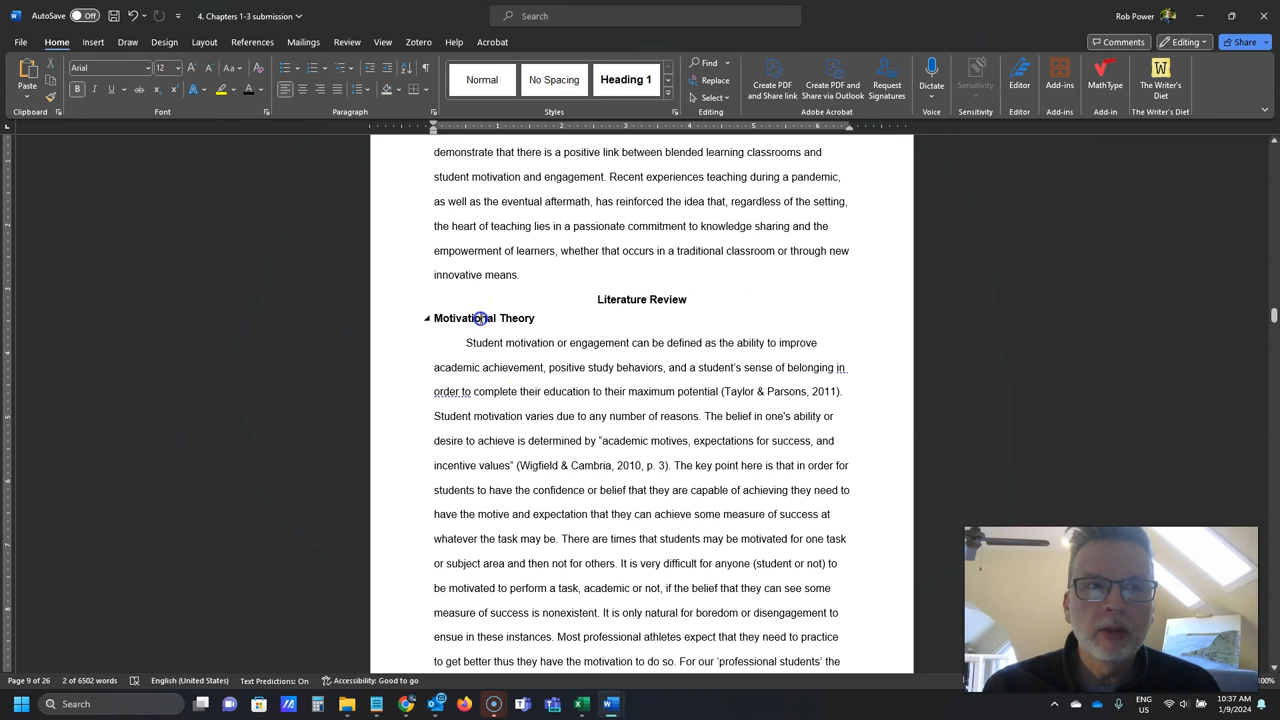 AutoSave Off 4. Chapters 1-3 submission Search Rob Power
File Home Insert Draw Design Layout References Mailings Review View Zotero Help Acrobat Comments Editing Share
Arial 12 Find
Paste Normal No Spacing Heading 1 Replace Create PDF and Share link Create PDF and Share via Outlook Request Signatures Dictate Sensitivity Editor Add-ins MathType The Writer's Diet
Select
Clipboard Font Paragraph Styles Editing Adobe Acrobat Voice Sensitivity Editor Add-ins Add-in The Writer's Diet
1 2 3 4 5 6
demonstrate that there is a positive link between blended learning classrooms and
student motivation and engagement. Recent experiences teaching during a pandemic,
as well as the eventual aftermath, has reinforced the idea that, regardless of the setting,
the heart of teaching lies in a passionate commitment to knowledge sharing and the
empowerment of learners, whether that occurs in a traditional classroom or through new
innovative means.
Literature Review
Motivational Theory
Student motivation or engagement can be defined as the ability to improve
academic achievement, positive study behaviors, and a student's sense of belonging in
order to complete their education to their maximum potential (Taylor & Parsons, 2011).
Student motivation varies due to any number of reasons. The belief in one's ability or
desire to achieve is determined by "academic motives, expectations for success, and
incentive values" (Wigfield & Cambria, 2010, p. 3). The key point here is that in order for
students to have the confidence or belief that they are capable of achieving they need to
have the motive and expectation that they can achieve some measure of success at
whatever the task may be. There are times that students may be motivated for one task
or subject area and then not for others. It is very difficult for anyone (student or not) to
be motivated to perform a task, academic or not, if the belief that they can see some
measure of success is nonexistent. It is only natural for boredom or disengagement to
ensue in these instances. Most professional athletes expect that they need to practice
to get better thus they have the motivation to do so. For our 'professional students' the
Page 9 of 26 2 of 6502 words English (United States) Text Predictions: On Accessibility: Good to go 100%
Search ENG US 10:37 AM 1/9/2024